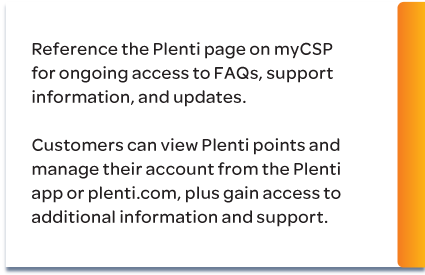 Reference the Plenti page on myCSP
for ongoing access to FAQs, support
information, and updates.
Customers can view Plenti points and
manage their account from the Plenti
app or plenti.com, plus gain access to
additional information and support.